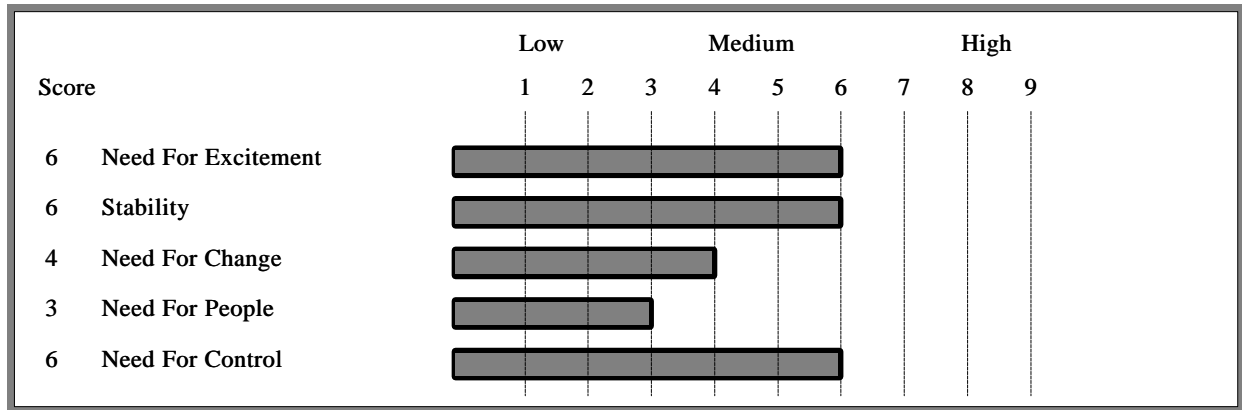 Low Medium High
Score 1 2 3 4 5 6 7 8 9
6 Need For Excitement
6 Stability
4 Need For Change
3 Need For People
6 Need For Control